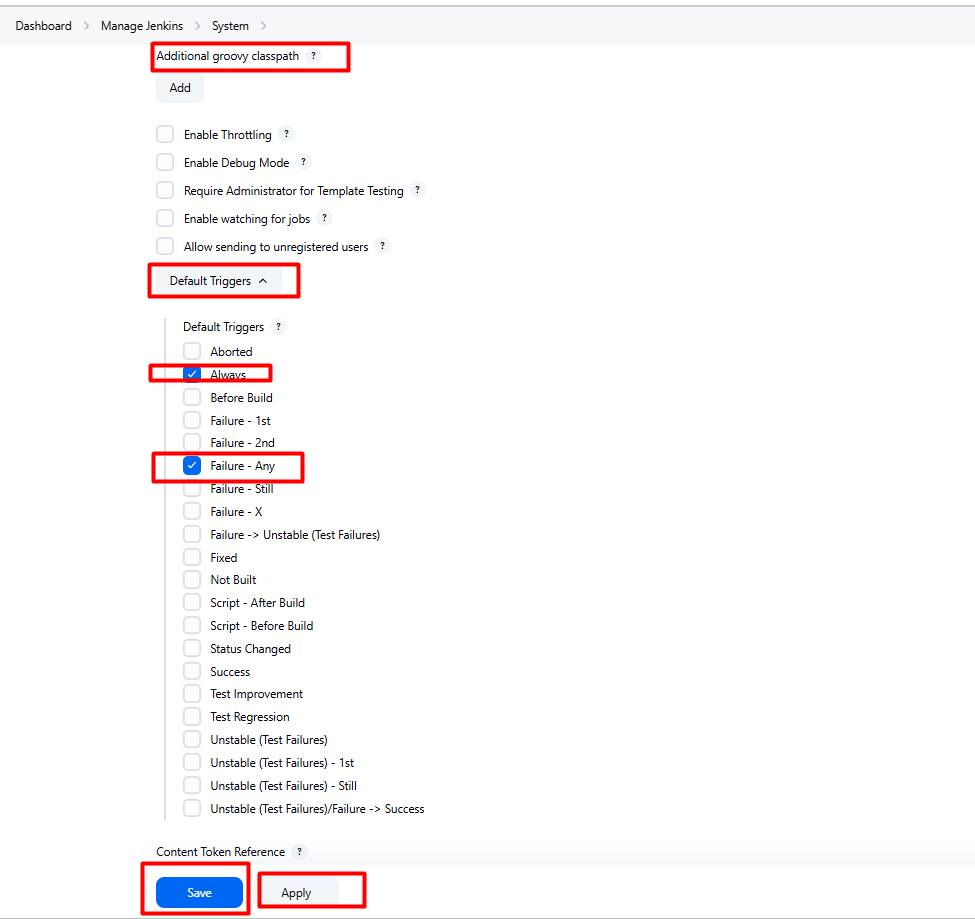 Dashboard > Manage Jenkins > System >
Additional groovy classpath ?
Add
Enable Throttling ?
Enable Debug Mode ?
Require Administrator for Template Testing ?
Enable watching for jobs ?
Allow sending to unregistered users ?
Default Triggers
Default Triggers ?
Aborted
Always
Before Build
Failure - 1st
Failure - 2nd
Failure - Any
Failure - Still
Failure - X
Failure -> Unstable (Test Failures)
Fixed
Not Built
Script - After Build
Script - Before Build
Status Changed
Success
Test Improvement
Test Regression
Unstable (Test Failures)
Unstable (Test Failures) - 1st
Unstable (Test Failures) - Still
Unstable (Test Failures)/Failure -> Success
Content Token Reference ?
Save Apply